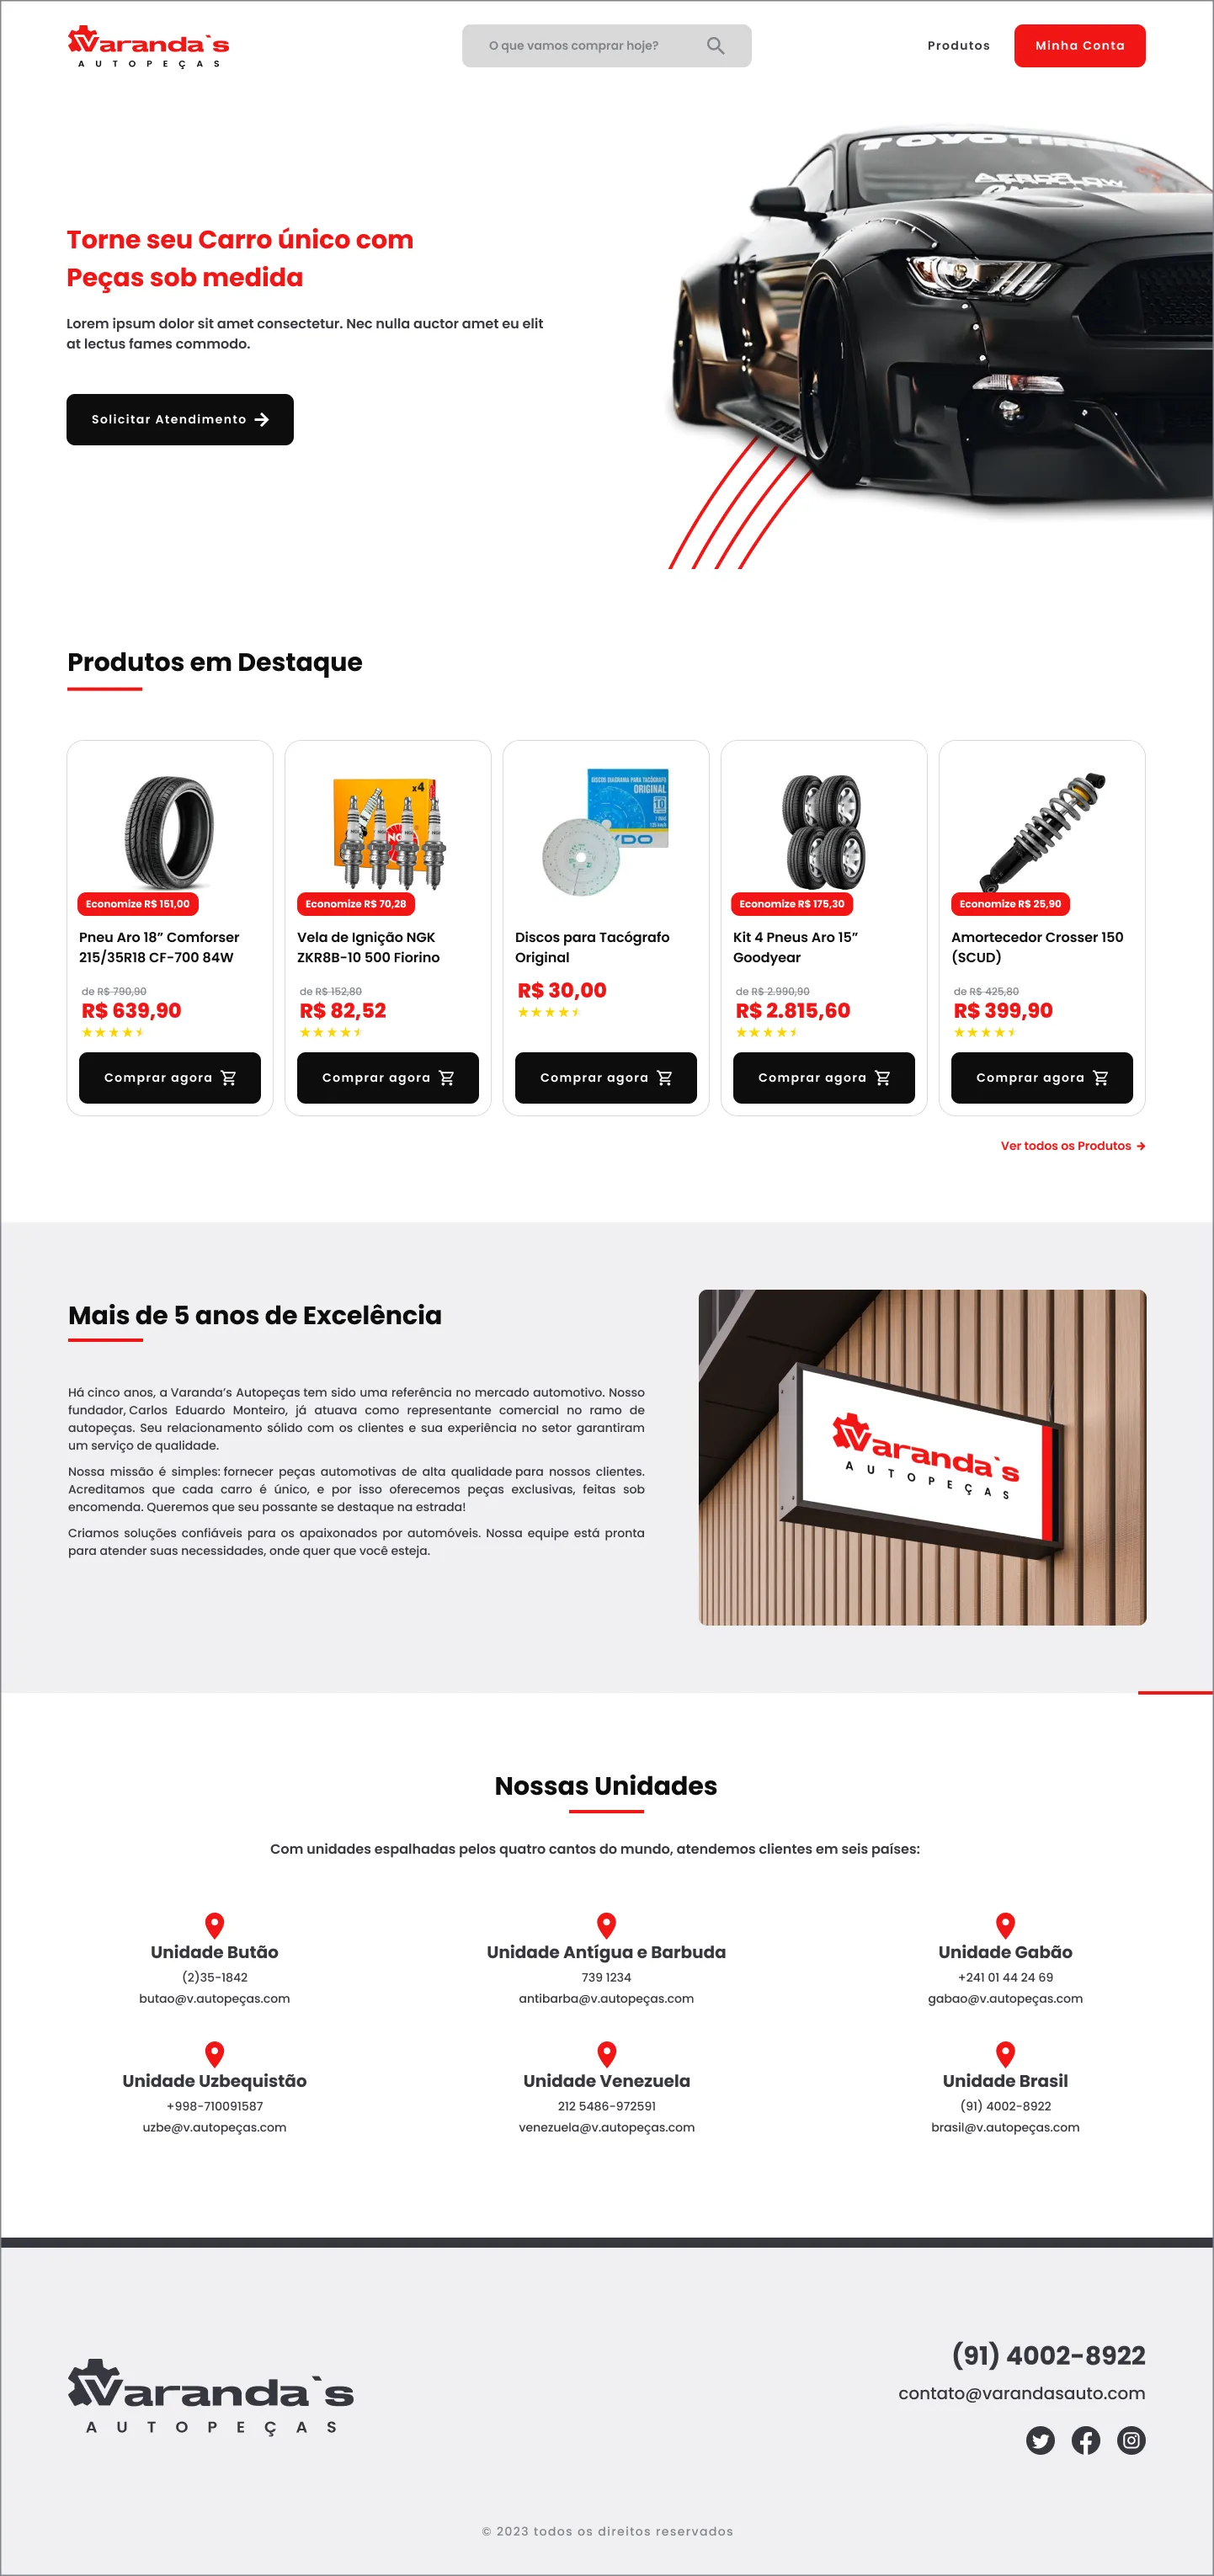 Varanda`s
AUTOPEÇAS
O que vamos comprar hoje?
Produtos
Minha Conta
TOYO TIRES
Torne seu Carro único com
Peças sob medida
Lorem ipsum dolor sit amet consectetur. Nec nulla auctor amet eu elit
at lectus fames commodo.
Solicitar Atendimento
Produtos em Destaque
Economize R$ 151,00
Pneu Aro 18” Comforser
215/35R18 CF-700 84W
de R$ 790,90
R$ 639,90
Comprar agora
x4
NGK
Economize R$ 70,28
Vela de Ignição NGK
ZKR8B-10 500 Fiorino
de R$ 152,80
R$ 82,52
Comprar agora
DISCOS DIAGRAMA PARA TACÓGRAFO
ORIGINAL
Discos para Tacógrafo
Original
R$ 30,00
Comprar agora
Economize R$ 175,30
Kit 4 Pneus Aro 15”
Goodyear
de R$ 2.990,90
R$ 2.815,60
Comprar agora
Economize R$ 25,90
Amortecedor Crosser 150
(SCUD)
de R$ 425,80
R$ 399,90
Comprar agora
Ver todos os Produtos
Mais de 5 anos de Excelência
Há cinco anos, a Varanda’s Autopeças tem sido uma referência no mercado automotivo. Nosso
fundador, Carlos Eduardo Monteiro, já atuava como representante comercial no ramo de
autopeças. Seu relacionamento sólido com os clientes e sua experiência no setor garantiram
um serviço de qualidade.
Nossa missão é simples: fornecer peças automotivas de alta qualidade para nossos clientes.
Acreditamos que cada carro é único, e por isso oferecemos peças exclusivas, feitas sob
encomenda. Queremos que seu possante se destaque na estrada!
Criamos soluções confiáveis para os apaixonados por automóveis. Nossa equipe está pronta
para atender suas necessidades, onde quer que você esteja.
Varanda`s
AUTOPEÇAS
Nossas Unidades
Com unidades espalhadas pelos quatro cantos do mundo, atendemos clientes em seis países:
Unidade Butão
(2)35-1842
butao@v.autopeças.com
Unidade Antígua e Barbuda
739 1234
antibarba@v.autopeças.com
Unidade Gabão
+241 01 44 24 69
gabao@v.autopeças.com
Unidade Uzbequistão
+998-710091587
uzbe@v.autopeças.com
Unidade Venezuela
212 5486-972591
venezuela@v.autopeças.com
Unidade Brasil
(91) 4002-8922
brasil@v.autopeças.com
Varanda`s
AUTOPEÇAS
(91) 4002-8922
contato@varandasauto.com
© 2023 todos os direitos reservados